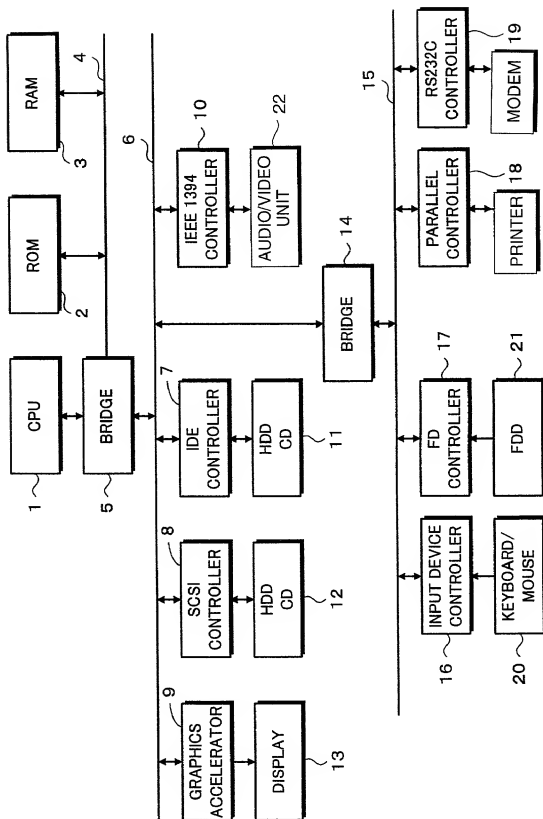 CPU
1
ROM
2
RAM
3
4
BRIDGE
5
6
GRAPHICS
ACCELERATOR
9
SCSI
CONTROLLER
8
IDE
CONTROLLER
7
IEEE 1394
CONTROLLER
10
DISPLAY
13
HDD
CD
12
HDD
CD
11
AUDIO/VIDEO
UNIT
22
BRIDGE
14
15
INPUT DEVICE
CONTROLLER
16
FD
CONTROLLER
17
PARALLEL
CONTROLLER
18
RS232C
CONTROLLER
19
KEYBOARD/
MOUSE
20
FDD
21
PRINTER
MODEM